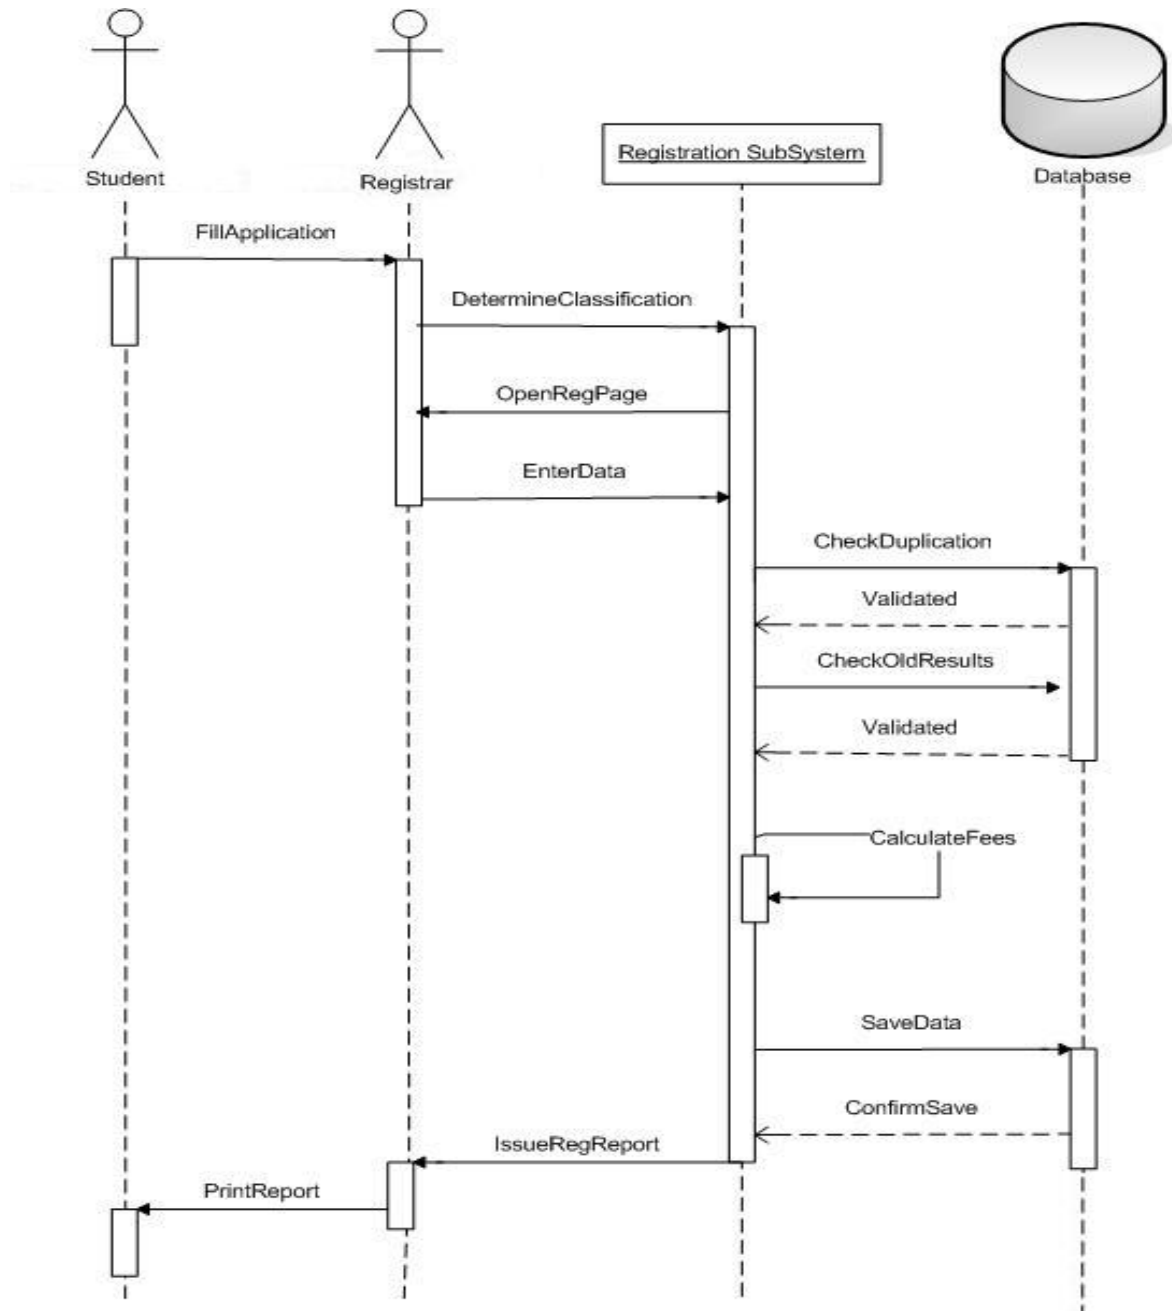 Student
Registrar
Registration SubSystem
Database
FillApplication
DetermineClassification
OpenRegPage
EnterData
CheckDuplication
Validated
CheckOldResults
Validated
CalculateFees
SaveData
ConfirmSave
IssueRegReport
PrintReport